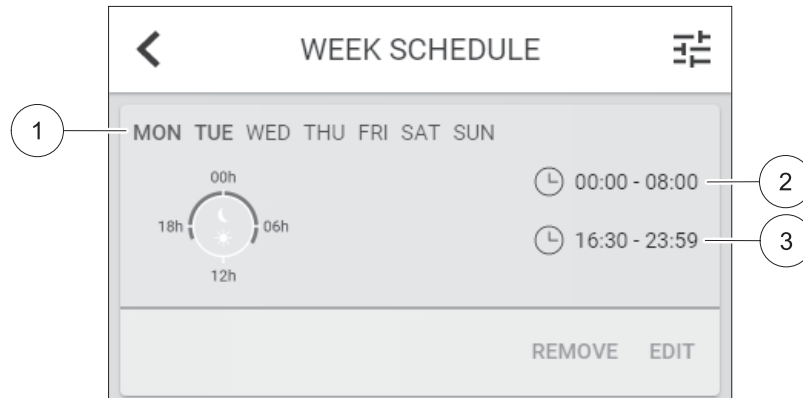 WEEK SCHEDULE
1
MON TUE WED THU FRI SAT SUN
00h
18h
06h
12h
00:00 - 08:00
2
16:30 - 23:59
3
REMOVE EDIT